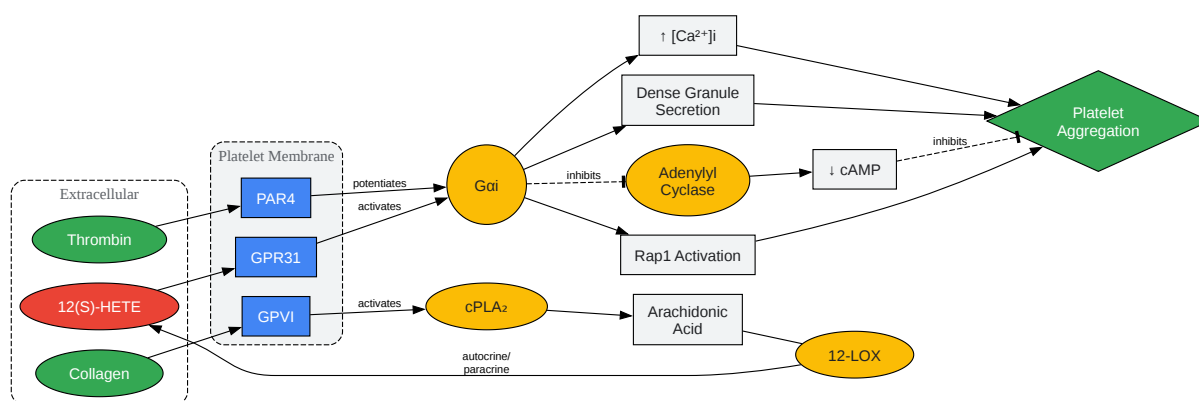 Extracellular
Thrombin
12(S)-HETE
Collagen
Platelet Membrane
PAR4
GPR31
GPVI
potentiates
activates
activates
Gαi
cPLA₂
inhibits
↑ [Ca²⁺]i
Dense Granule
Secretion
Adenylyl
Cyclase
Rap1 Activation
Arachidonic
Acid
↓ cAMP
12-LOX
inhibits
Platelet
Aggregation
autocrine/
paracrine